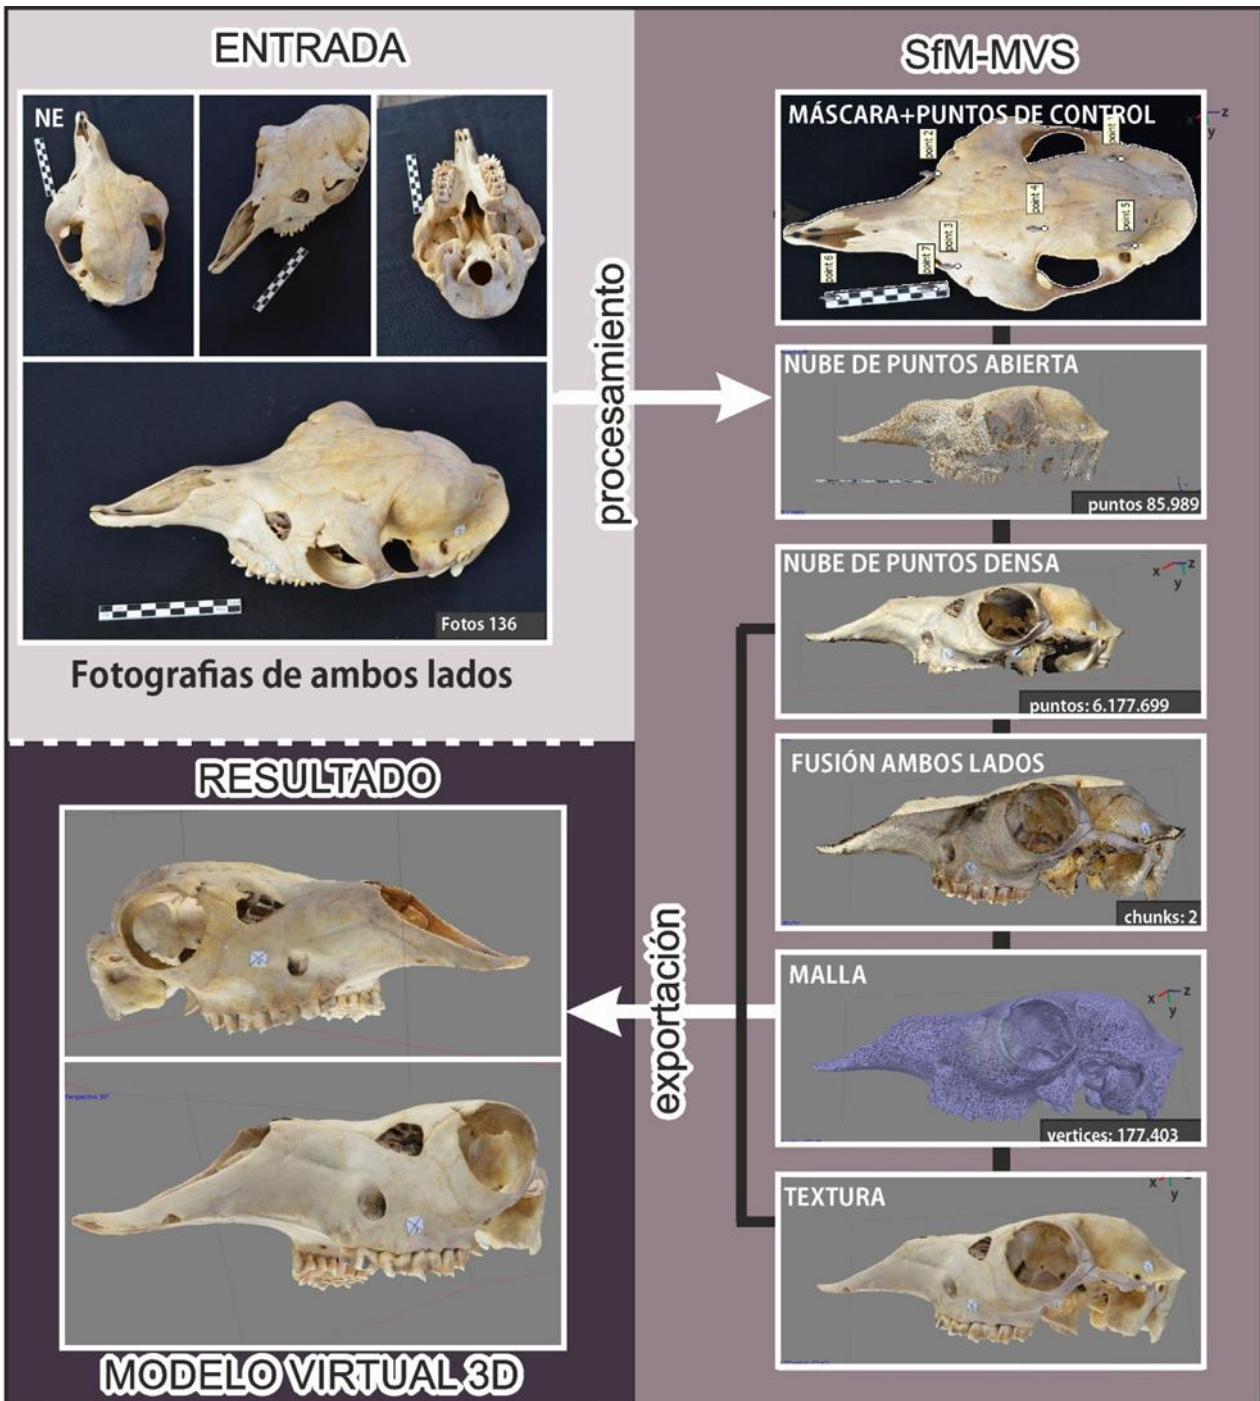 ENTRADA
NE
Fotos 136
Fotografias de ambos lados
procesamiento
SfM-MVS
MÁSCARA+PUNTOS DE CONTROL
x
z
y
point 2
point 1
point 4
point 5
point 3
point 7
point 6
NUBE DE PUNTOS ABIERTA
puntos 85.989
NUBE DE PUNTOS DENSA
x
z
y
puntos: 6.177.699
FUSIÓN AMBOS LADOS
chunks: 2
MALLA
x
z
y
vertices: 177.403
TEXTURA
x
z
y
exportación
RESULTADO
Perspective 30°
MODELO VIRTUAL 3D